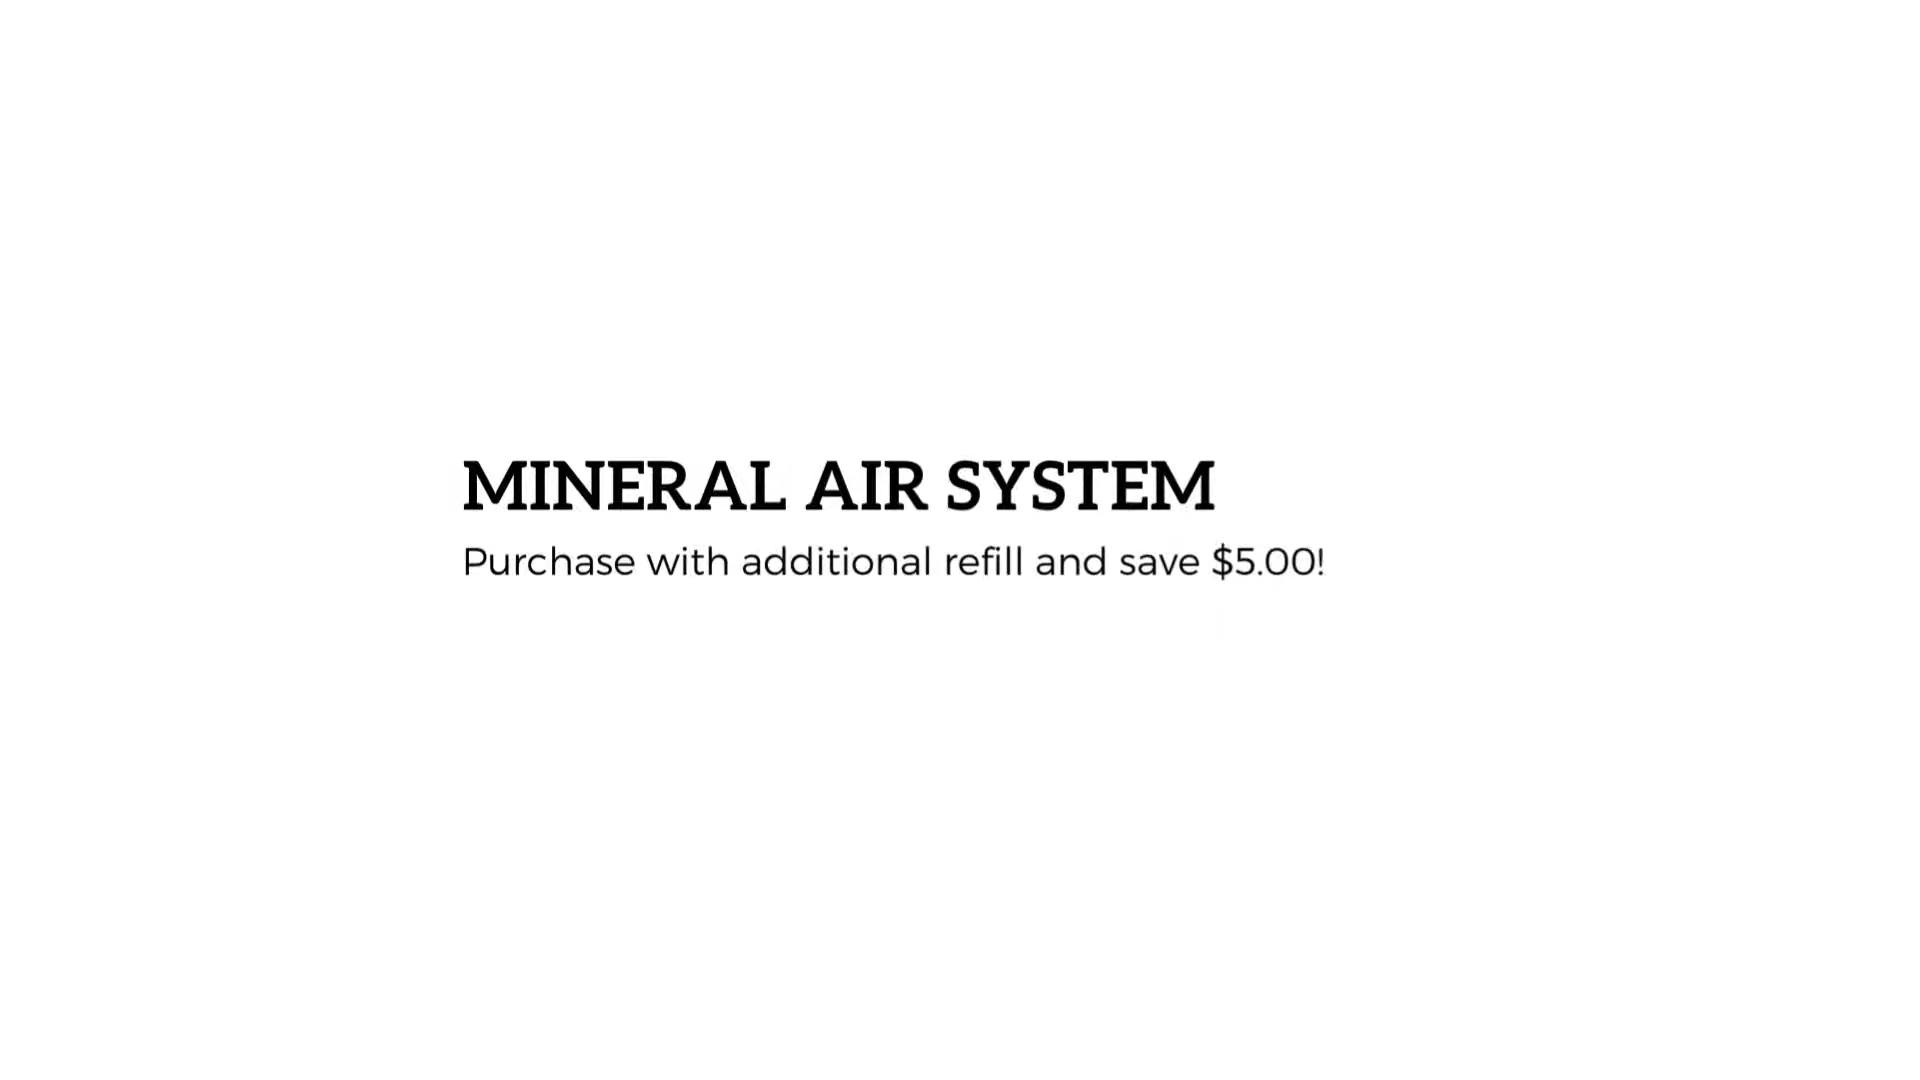 MINERAL AIR SYSTEM
Purchase with additional refill and save $5.00!